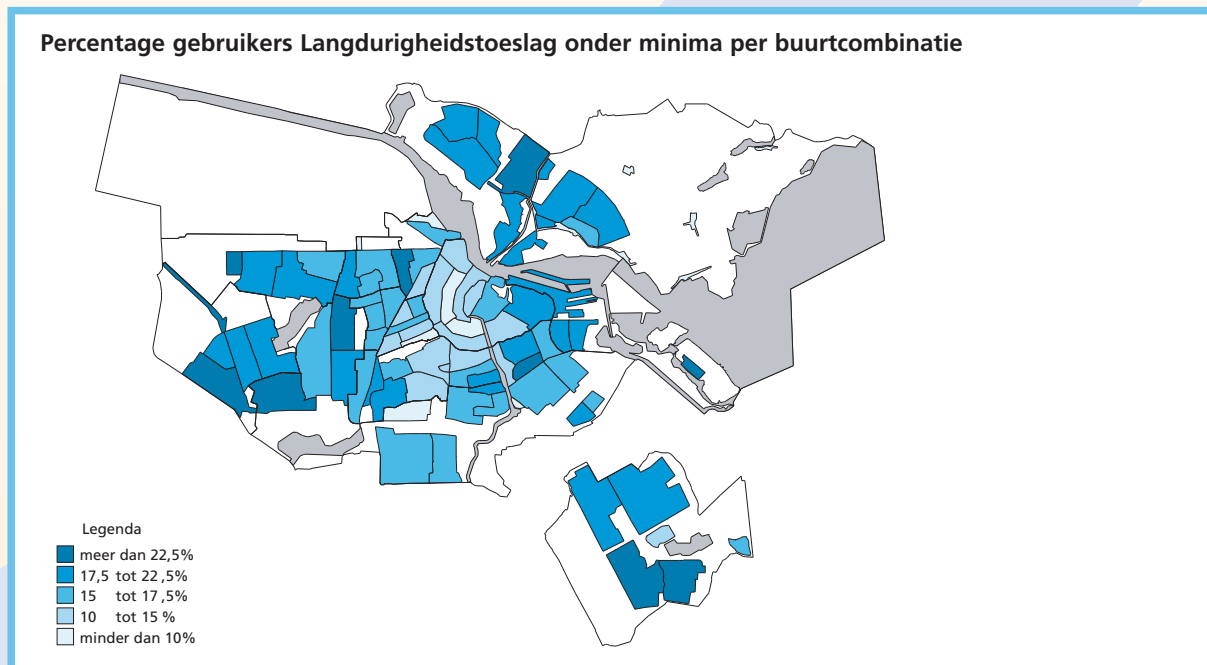 Percentage gebruikers Langdurigheidstoeslag onder minima per buurtcombinatie
Legenda
meer dan 22,5%
17,5 tot 22,5%
15 tot 17,5%
10 tot 15 %
minder dan 10%